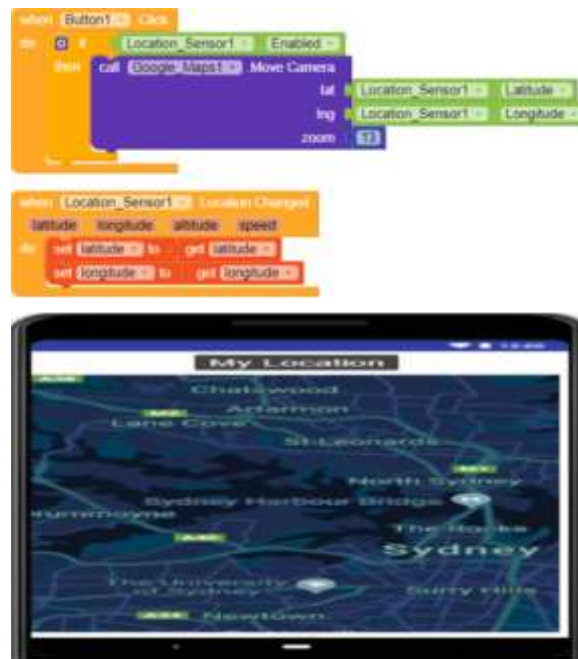 when Button1 Click
do if Location_Sensor1 Enabled
then call Google_Maps1 Move Camera
lat Location_Sensor1 Latitude
lng Location_Sensor1 Longitude
zoom 13
when Location_Sensor1 Location Changed
latitude longitude altitude speed
do set latitude to get latitude
set longitude to get longitude
My Location
Chatswood
Artarmon
Lane Cove
St Leonards
North Sydney
Sydney Harbour Bridge
The Rocks
Sydney
The University
of Sydney
Surry Hills
Newtown